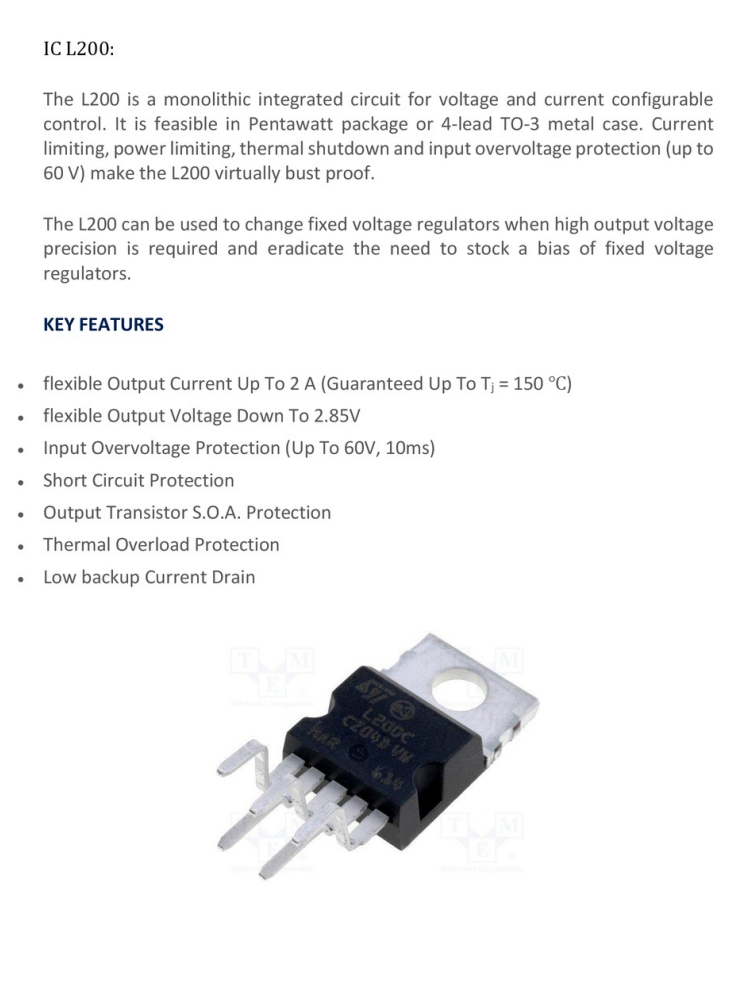 IC L200:
The L200 is a monolithic integrated circuit for voltage and current configurable
control. It is feasible in Pentawatt package or 4-lead TO-3 metal case. Current
limiting, power limiting, thermal shutdown and input overvoltage protection (up to
60 V) make the L200 virtually bust proof.
The L200 can be used to change fixed voltage regulators when high output voltage
precision is required and eradicate the need to stock a bias of fixed voltage
regulators.
KEY FEATURES
• flexible Output Current Up To 2 A (Guaranteed Up To Tj = 150 °C)
• flexible Output Voltage Down To 2.85V
• Input Overvoltage Protection (Up To 60V, 10ms)
• Short Circuit Protection
• Output Transistor S.O.A. Protection
• Thermal Overload Protection
• Low backup Current Drain
T M
E
M
ST e3
L200C
CZ04B V6
MAR 614
T M
E
T M
E